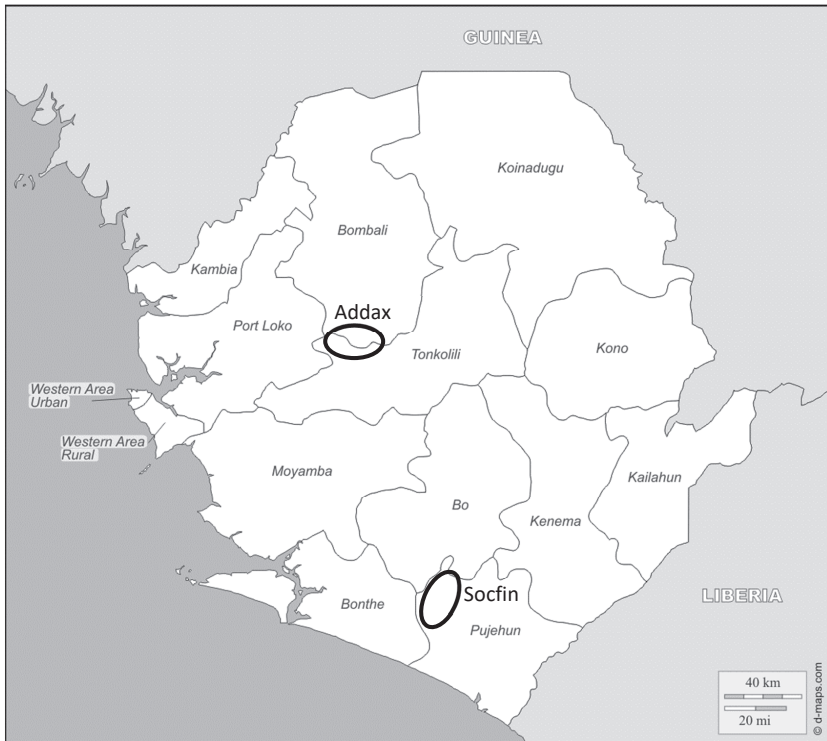 GUINEA
Koinadugu
Bombali
Kambia
Addax
Port Loko
Tonkolili
Kono
Western Area
Urban
Western Area
Rural
Moyamba
Kailahun
Bo
Kenema
Socfin
LIBERIA
Bonthe
Pujehun
40 km
20 mi
© d-maps.com